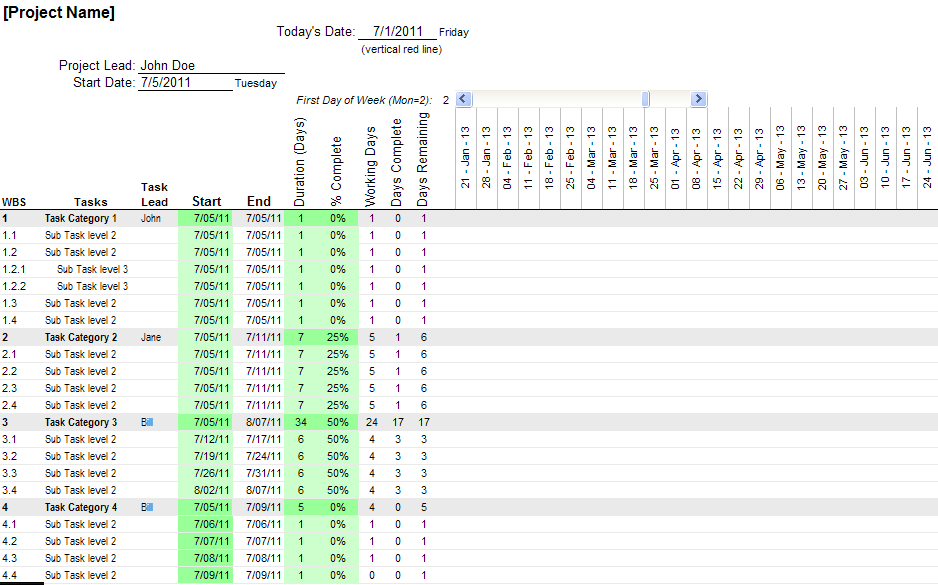 [Project Name]
Today's Date: 7/1/2011 Friday
(vertical red line)
Project Lead: John Doe
Start Date: 7/5/2011 Tuesday
First Day of Week (Mon=2): 2
WBS Tasks Task Lead Start End Duration (Days) % Complete Working Days Days Complete Days Remaining 21 - Jan - 13 28 - Jan - 13 04 - Feb - 13 11 - Feb - 13 18 - Feb - 13 25 - Feb - 13 04 - Mar - 13 11 - Mar - 13 18 - Mar - 13 25 - Mar - 13 01 - Apr - 13 08 - Apr - 13 15 - Apr - 13 22 - Apr - 13 29 - Apr - 13 06 - May - 13 13 - May - 13 20 - May - 13 27 - May - 13 03 - Jun - 13 10 - Jun - 13 17 - Jun - 13 24 - Jun - 13
1 Task Category 1 John 7/05/11 7/05/11 1 0% 1 0 1
1.1 Sub Task level 2 7/05/11 7/05/11 1 0% 1 0 1
1.2 Sub Task level 2 7/05/11 7/05/11 1 0% 1 0 1
1.2.1 Sub Task level 3 7/05/11 7/05/11 1 0% 1 0 1
1.2.2 Sub Task level 3 7/05/11 7/05/11 1 0% 1 0 1
1.3 Sub Task level 2 7/05/11 7/05/11 1 0% 1 0 1
1.4 Sub Task level 2 7/05/11 7/05/11 1 0% 1 0 1
2 Task Category 2 Jane 7/05/11 7/11/11 7 25% 5 1 6
2.1 Sub Task level 2 7/05/11 7/11/11 7 25% 5 1 6
2.2 Sub Task level 2 7/05/11 7/11/11 7 25% 5 1 6
2.3 Sub Task level 2 7/05/11 7/11/11 7 25% 5 1 6
2.4 Sub Task level 2 7/05/11 7/11/11 7 25% 5 1 6
3 Task Category 3 Bill 7/05/11 8/07/11 34 50% 24 17 17
3.1 Sub Task level 2 7/12/11 7/17/11 6 50% 4 3 3
3.2 Sub Task level 2 7/19/11 7/24/11 6 50% 4 3 3
3.3 Sub Task level 2 7/26/11 7/31/11 6 50% 4 3 3
3.4 Sub Task level 2 8/02/11 8/07/11 6 50% 4 3 3
4 Task Category 4 Bill 7/05/11 7/09/11 5 0% 4 0 5
4.1 Sub Task level 2 7/06/11 7/06/11 1 0% 1 0 1
4.2 Sub Task level 2 7/07/11 7/07/11 1 0% 1 0 1
4.3 Sub Task level 2 7/08/11 7/08/11 1 0% 1 0 1
4.4 Sub Task level 2 7/09/11 7/09/11 1 0% 0 0 1